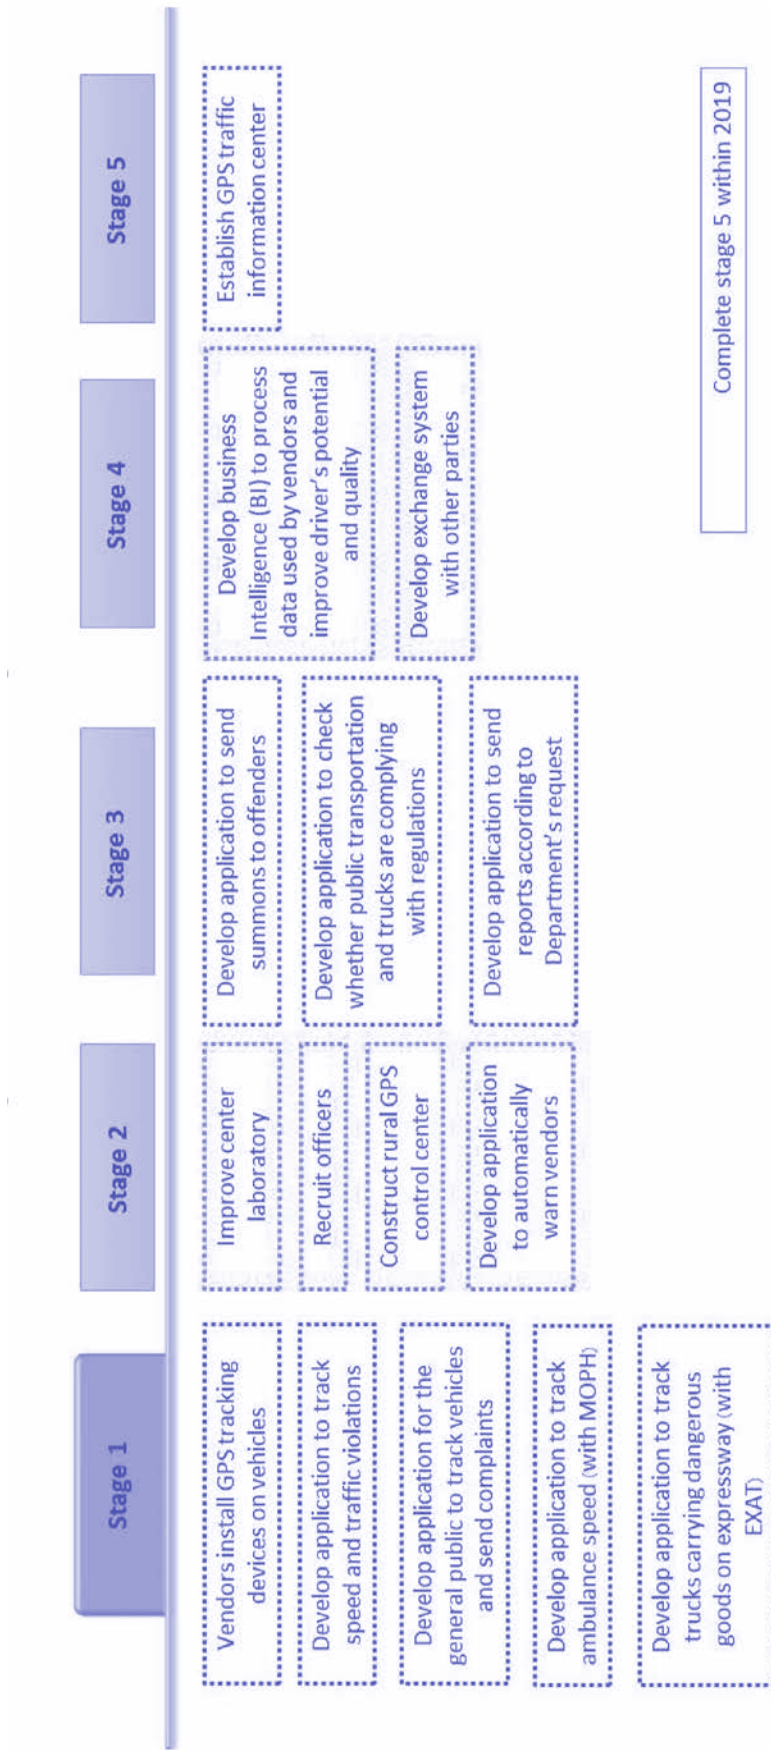 Stage 1
Vendors install GPS tracking
devices on vehicles
Develop application to track
speed and traffic violations
Develop application for the
general public to track vehicles
and send complaints
Develop application to track
ambulance speed (with MOPH)
Develop application to track
trucks carrying dangerous
goods on expressway (with
EXAT)
Stage 2
Improve center
laboratory
Recruit officers
Construct rural GPS
control center
Develop application
to automatically
warn vendors
Stage 3
Develop application to send
summons to offenders
Develop application to check
whether public transportation
and trucks are complying
with regulations
Develop application to send
reports according to
Department's request
Stage 4
Develop business
Intelligence (BI) to process
data used by vendors and
improve driver's potential
and quality
Develop exchange system
with other parties
Stage 5
Establish GPS traffic
information center
Complete stage 5 within 2019